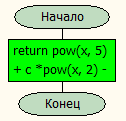 Начало
return pow(x, 5)
+ c *pow(x, 2) -
Конец